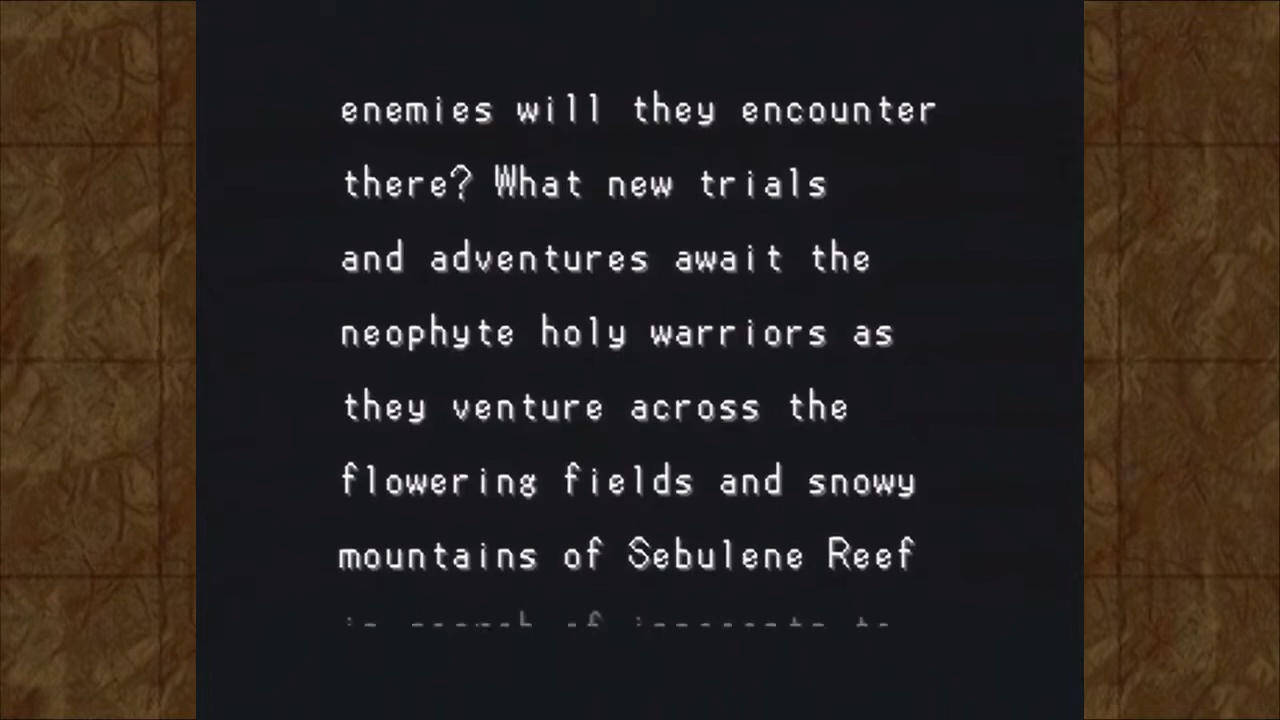 enemies will they encounter
there? What new trials
and adventures await the
neophyte holy warriors as
they venture across the
flowering fields and snowy
mountains of Sebulene Reef